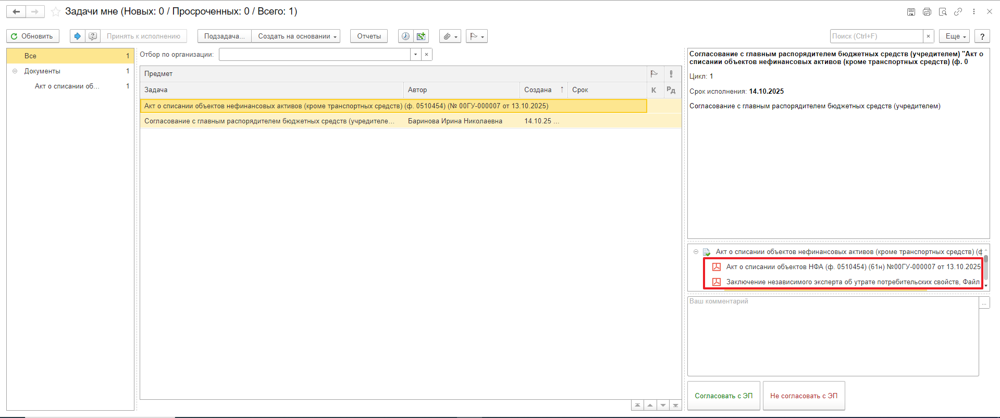 Задачи мне (Новых: 0 / Просроченных: 0 / Всего: 1)
Обновить
Принять к исполнению
Подзадача...
Создать на основании
Отчеты
Поиск (Ctrl+F)
×
Еще
?
Все 1
Документы 1
Акт о списании об... 1
Отбор по организации:
Предмет
Задача Автор Создана ↑ Срок К Рд
Акт о списании объектов нефинансовых активов (кроме транспортных средств) (ф. 0510454) (№ 00ГУ-000007 от 13.10.2025)
Согласование с главным распорядителем бюджетных средств (учредителе... Баринова Ирина Николаевна 14.10.25 ...
Согласование с главным распорядителем бюджетных средств (учредителем) "Акт о
списании объектов нефинансовых активов (кроме транспортных средств) (ф. 0
Цикл: 1
Срок исполнения: 14.10.2025
Согласование с главным распорядителем бюджетных средств (учредителем)
Акт о списании объектов нефинансовых активов (кроме транспортных средств) (ф
Акт о списании объектов НФА (ф. 0510454) (61н) №00ГУ-000007 от 13.10.2025
Заключение независимого эксперта об утрате потребительских свойств, Файл
Ваш комментарий
...
Согласовать с ЭП
Не согласовать с ЭП